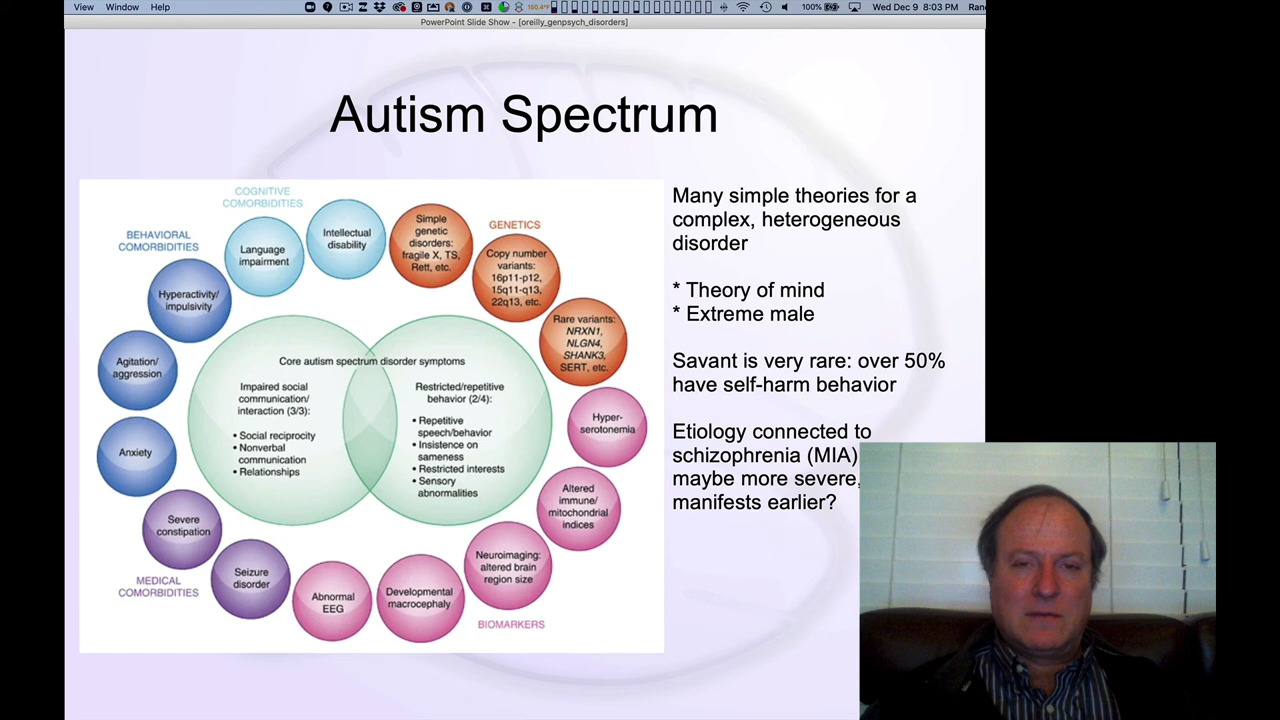 View Window Help
150.4°F
100%
Wed Dec 9 8:03 PM
PowerPoint Slide Show - [oreilly_genpsych_disorders]
Autism Spectrum
COGNITIVE
COMORBIDITIES
BEHAVIORAL
COMORBIDITIES
GENETICS
Language
impairment
Intellectual
disability
Simple
genetic
disorders:
fragile X, TS,
Rett, etc.
Copy number
variants:
16p11-p12,
15q11-q13,
22q13, etc.
Rare variants:
NRXN1,
NLGN4,
SHANK3,
SERT, etc.
Hyper-
serotonemia
Altered
immune/
mitochondrial
indices
Neuroimaging:
altered brain
region size
Developmental
macrocephaly
Abnormal
EEG
BIOMARKERS
Seizure
disorder
Severe
constipation
MEDICAL
COMORBIDITIES
Anxiety
Agitation/
aggression
Hyperactivity/
impulsivity
Core autism spectrum disorder symptoms
Impaired social
communication/
interaction (3/3):
• Social reciprocity
• Nonverbal
communication
• Relationships
Restricted/repetitive
behavior (2/4):
• Repetitive
speech/behavior
• Insistence on
sameness
• Restricted interests
• Sensory
abnormalities
Many simple theories for a
complex, heterogeneous
disorder
* Theory of mind
* Extreme male
Savant is very rare: over 50%
have self-harm behavior
Etiology connected to
schizophrenia (MIA)
maybe more severe,
manifests earlier?